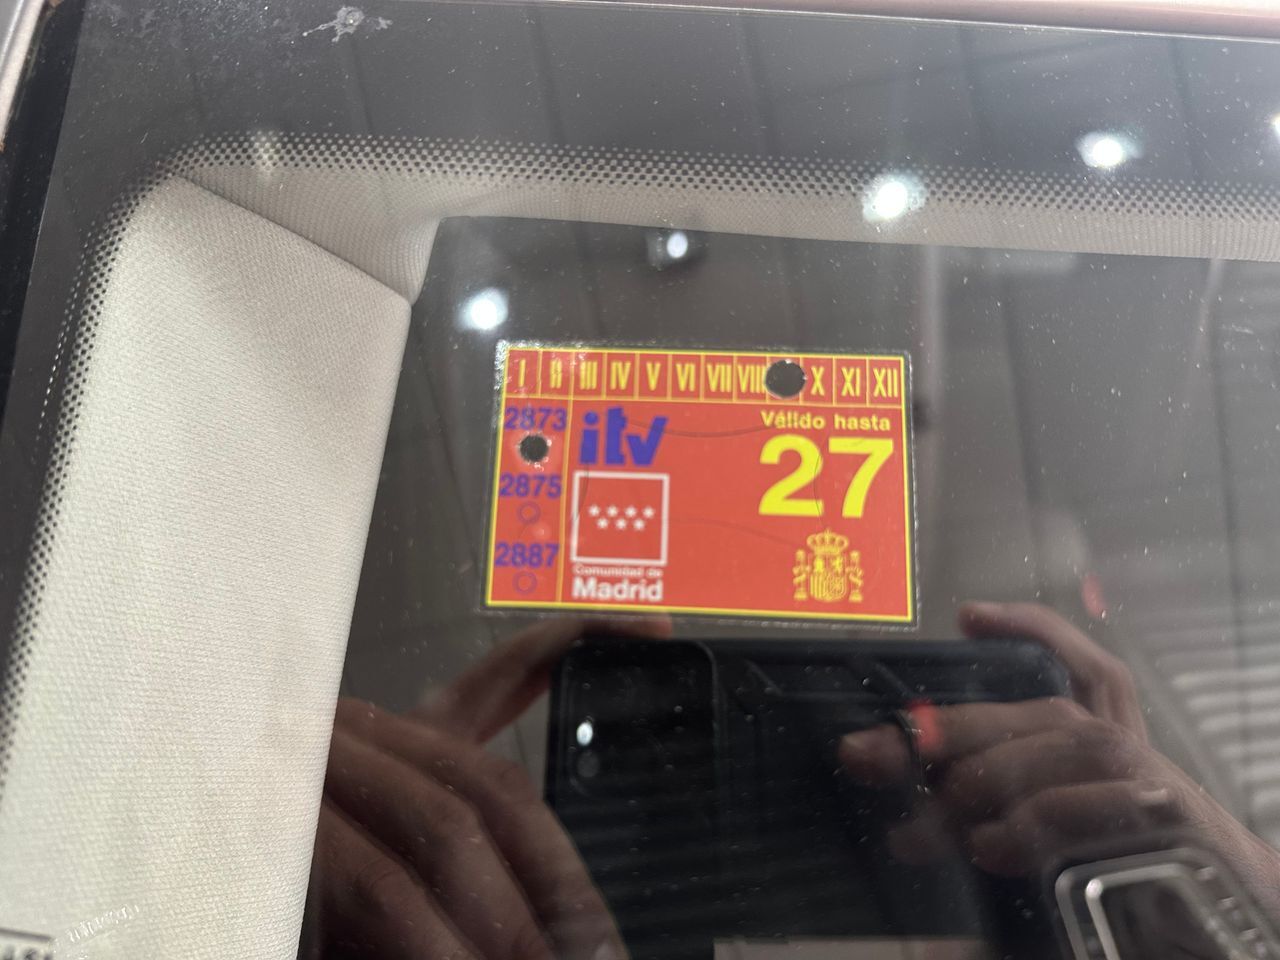 I II III IV V VI VII VIII X XI XII
2873
itv
Válido hasta
27
2875
2887
Comunidad de
Madrid